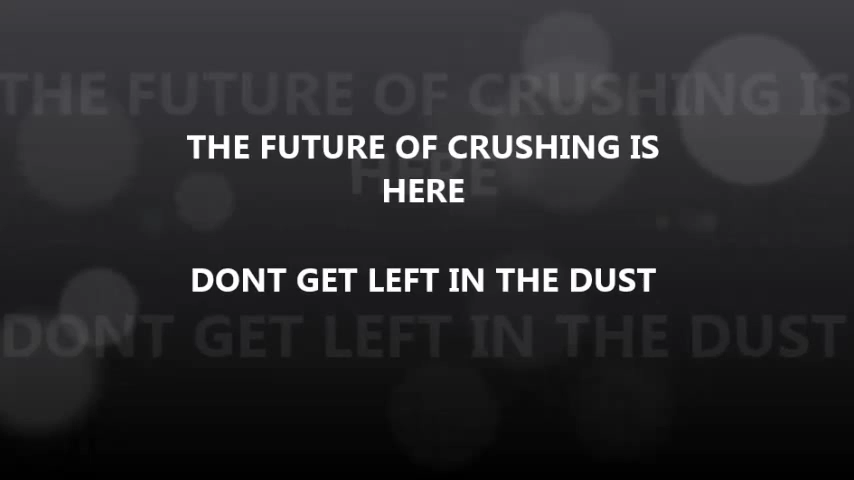 THE FUTURE OF CRUSHING IS
HERE
DONT GET LEFT IN THE DUST